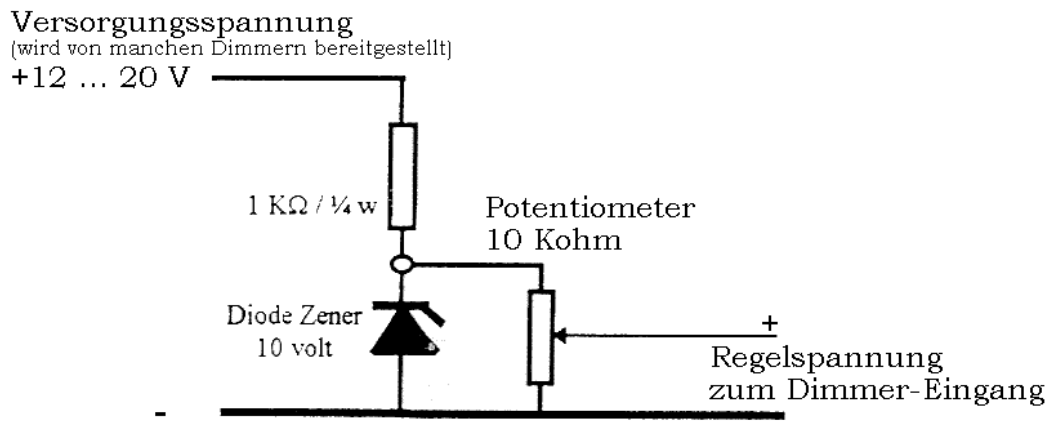 Versorgungsspannung
(wird von manchen Dimmern bereitgestellt)
+12 ... 20 V
1 KΩ / ¼ w
Potentiometer
10 Kohm
Diode Zener
10 volt
+
Regelspannung
zum Dimmer-Eingang
-